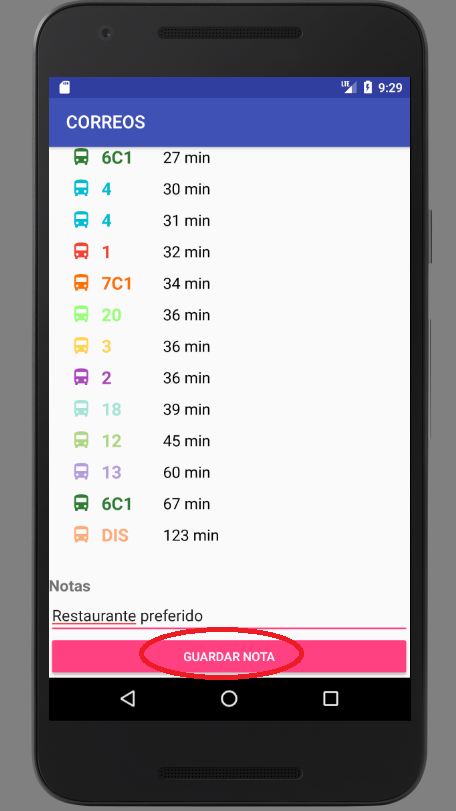 LTE 9:29
CORREOS
6C1 27 min
4 30 min
4 31 min
1 32 min
7C1 34 min
20 36 min
3 36 min
2 36 min
18 39 min
12 45 min
13 60 min
6C1 67 min
DIS 123 min
Notas
Restaurante preferido
GUARDAR NOTA